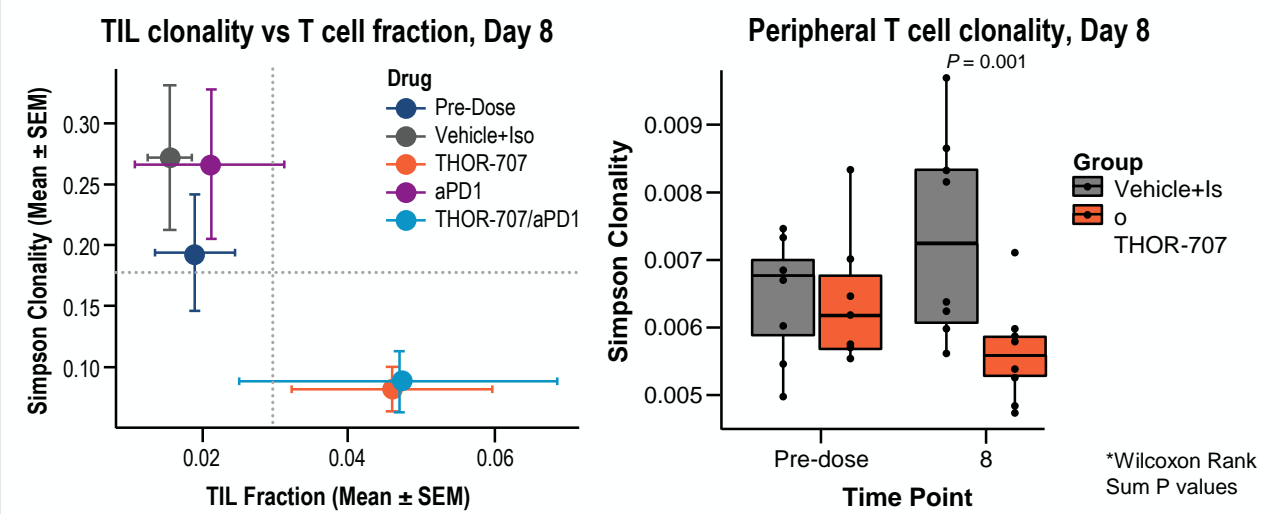 TIL clonality vs T cell fraction, Day 8
Simpson Clonality (Mean ± SEM)
0.30
0.25
0.20
0.15
0.10
0.02
0.04
0.06
TIL Fraction (Mean ± SEM)
Drug
Pre-Dose
Vehicle+Iso
THOR-707
aPD1
THOR-707/aPD1
Peripheral T cell clonality, Day 8
P = 0.001
Simpson Clonality
0.009
0.008
0.007
0.006
0.005
Pre-dose
8
Time Point
Group
Vehicle+Is
o
THOR-707
*Wilcoxon Rank
Sum P values